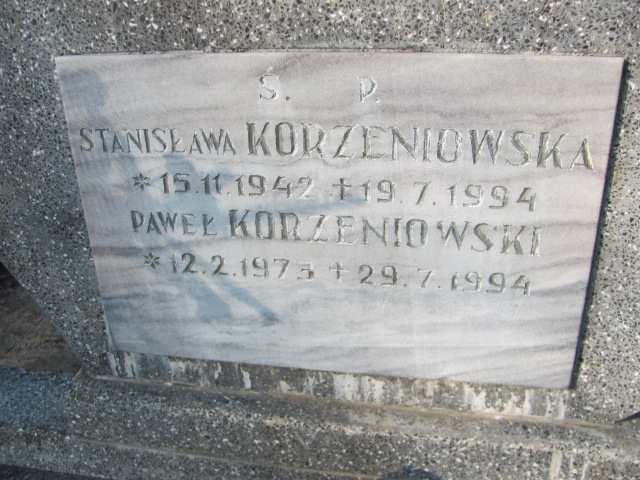 Ś. P.
STANISŁAWA KORZENIOWSKA
*15.11.1942 †19.7.1994
PAWEŁ KORZENIOWSKI
*12.2.1973 †29.7.1994